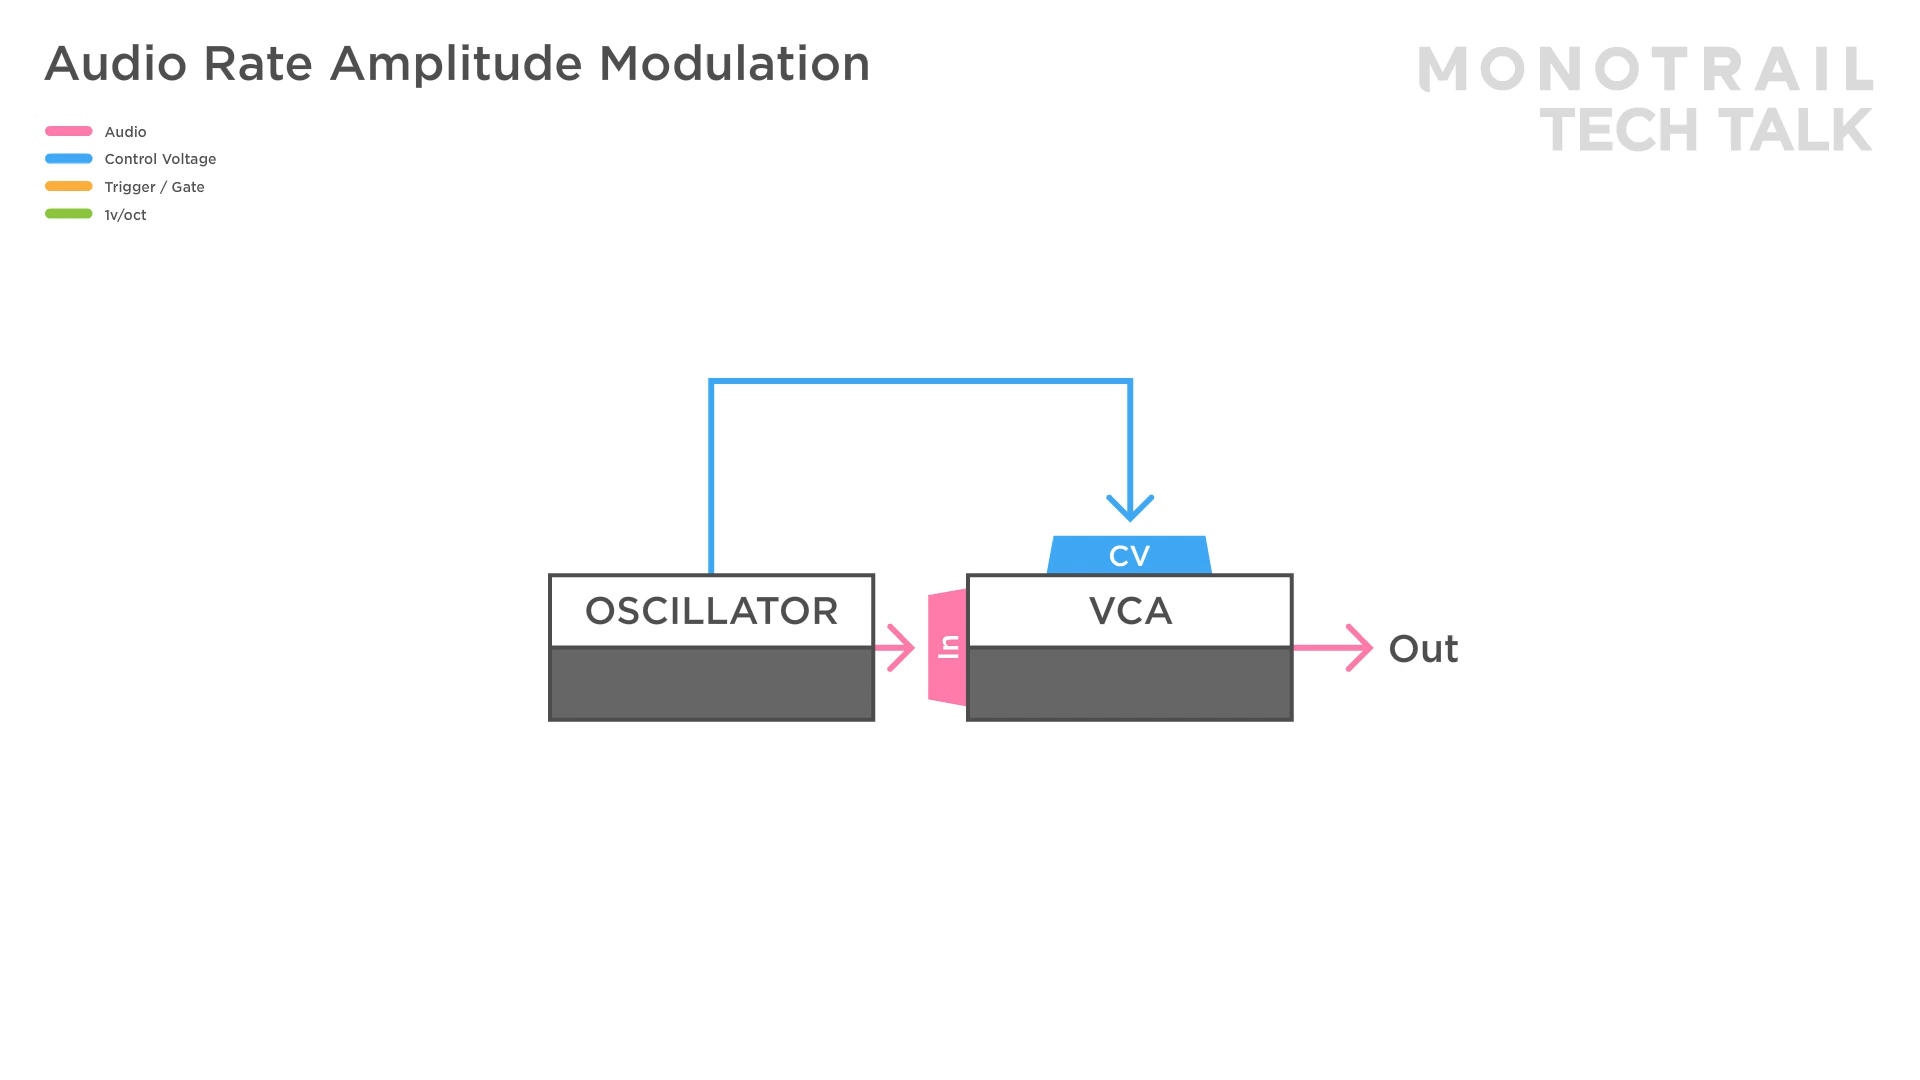 Audio Rate Amplitude Modulation
MONOTRAIL
TECH TALK
Audio
Control Voltage
Trigger / Gate
1v/oct
CV
OSCILLATOR
In
VCA
Out